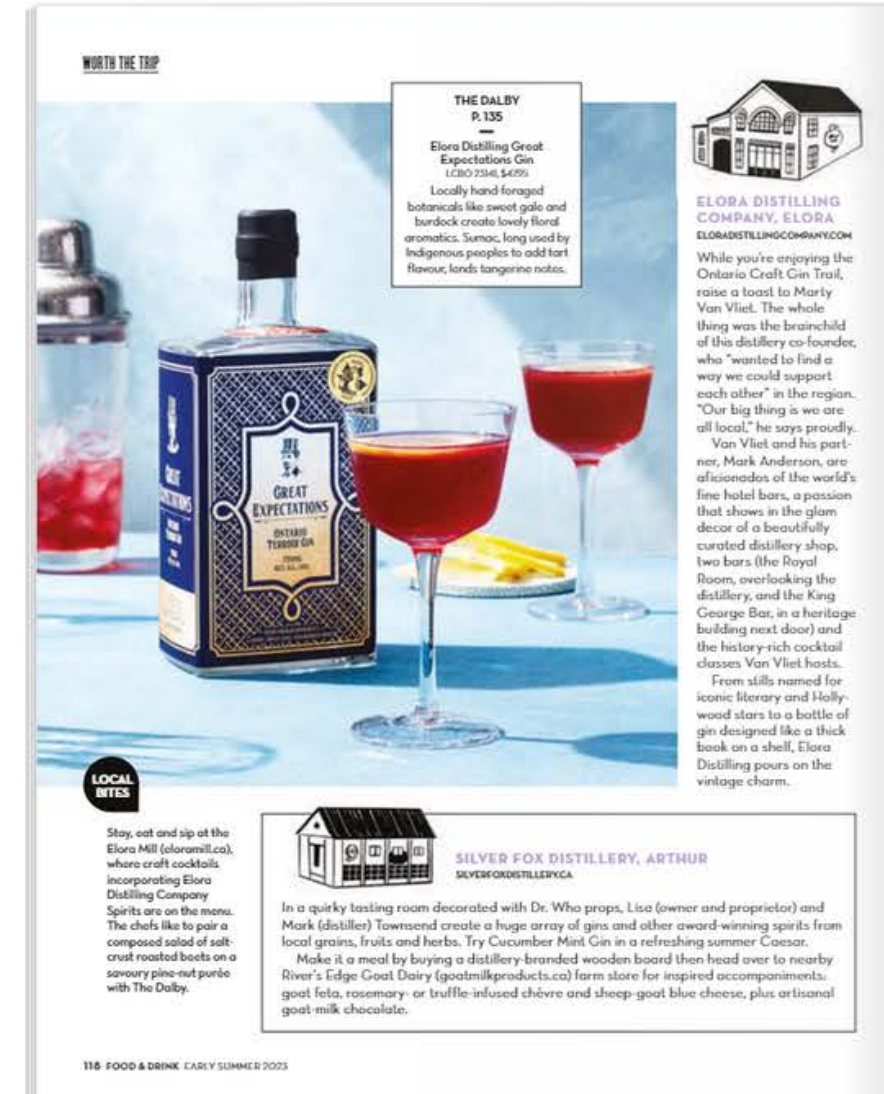 WORTH THE TRIP
THE DALBY
P. 135
Elora Distilling Great
Expectations Gin
LCBO
Locally hand-foraged
botanicals like sweet gale and
burdock create lovely floral
aromatics. Sumac, long used by
Indigenous peoples to add tart
flavour, lends tangerine notes.
GREAT
EXPECTATIONS
ONTARIO
TERROIR GIN
ELORA DISTILLING
COMPANY, ELORA
ELORADISTILLINGCOMPANY.COM
While you're enjoying the
Ontario Craft Gin Trail,
raise a toast to Marty
Van Vliet. The whole
thing was the brainchild
of this distillery co-founder,
who "wanted to find a
way we could support
each other" in the region.
"Our big thing is we are
all local," he says proudly.
Van Vliet and his part-
ner, Mark Anderson, are
aficionados of the world's
fine hotel bars, a passion
that shows in the glam
decor of a beautifully
curated distillery shop,
two bars (the Royal
Room, overlooking the
distillery, and the King
George Bar, in a heritage
building next door) and
the history-rich cocktail
classes Van Vliet hosts.
From stills named for
iconic literary and Holly-
wood stars to a bottle of
gin designed like a thick
book on a shelf, Elora
Distilling pours on the
vintage charm.
LOCAL
BITES
Stay, eat and sip at the
Elora Mill (eloramill.ca),
where craft cocktails
incorporating Elora
Distilling Company
Spirits are on the menu.
The chefs like to pair a
composed salad of salt-
crust roasted beets on a
savoury pine-nut purée
with The Dalby.
SILVER FOX DISTILLERY, ARTHUR
SILVERFOXDISTILLERY.CA
In a quirky tasting room decorated with Dr. Who props, Lisa (owner and proprietor) and
Mark (distiller) Townsend create a huge array of gins and other award-winning spirits from
local grains, fruits and herbs. Try Cucumber Mint Gin in a refreshing summer Caesar.
Make it a meal by buying a distillery-branded wooden board then head over to nearby
River's Edge Goat Dairy (goatmilkproducts.ca) farm store for inspired accompaniments:
goat feta, rosemary- or truffle-infused chèvre and sheep-goat blue cheese, plus artisanal
goat-milk chocolate.
118 FOOD & DRINK EARLY SUMMER 2023